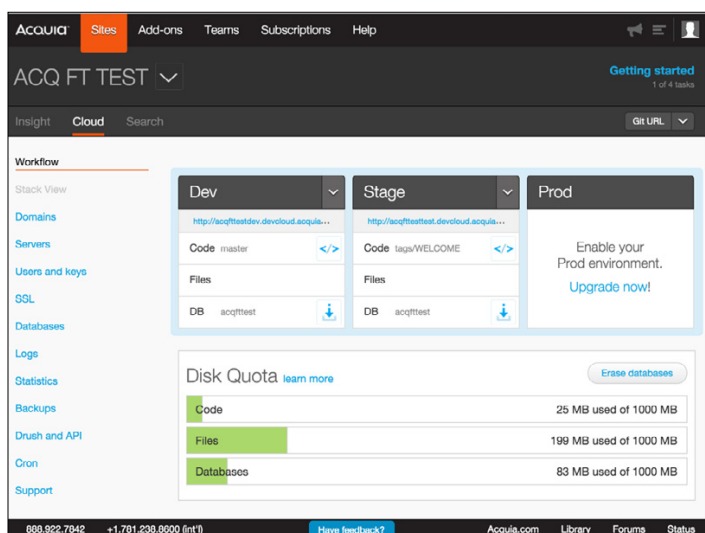 Acquia Sites Add-ons Teams Subscriptions Help
ACQ FT TEST
Getting started
1 of 4 tasks
Insight Cloud Search
Git URL
Workflow
Stack View
Domains
Servers
Users and keys
SSL
Databases
Logs
Statistics
Backups
Drush and API
Cron
Support
Dev
http://acqfttestdev.devcloud.acquia...
Code master </>
Files
DB acqfttest
Stage
http://acqfttesttest.devcloud.acquia...
Code tags/WELCOME </>
Files
DB acqfttest
Prod
Enable your
Prod environment.
Upgrade now!
Disk Quota learn more
Erase databases
Code 25 MB used of 1000 MB
Files 199 MB used of 1000 MB
Databases 83 MB used of 1000 MB
888.922.7842 +1.781.238.8600 (int'l) Have feedback? Acquia.com Library Forums Status